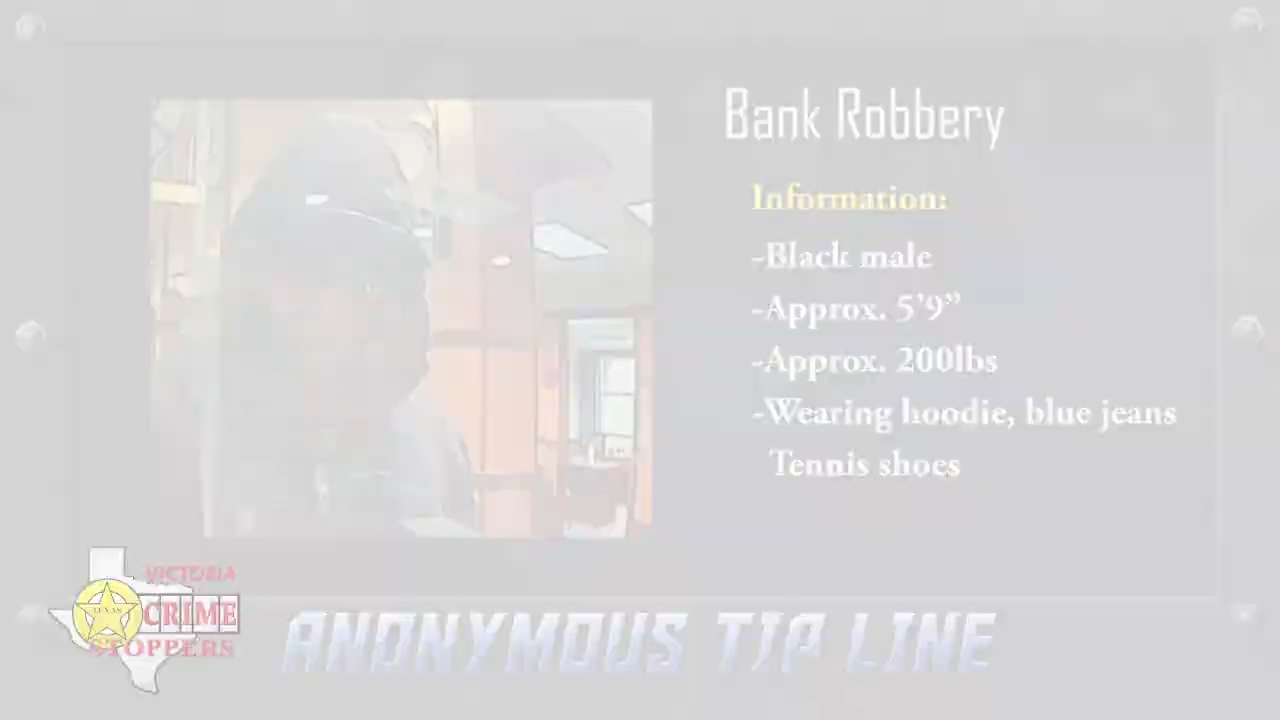 Bank Robbery
Information:
-Black male
-Approx. 5’9”
-Approx. 200lbs
-Wearing hoodie, blue jeans
Tennis shoes
VICTORIA
TEXAS
CRIME
STOPPERS
ANONYMOUS TIP LINE